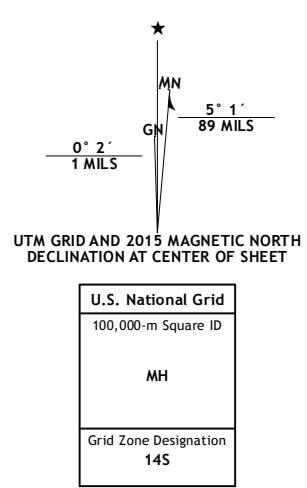 MN
5° 1´
89 MILS
GN
0° 2´
1 MILS
UTM GRID AND 2015 MAGNETIC NORTH
DECLINATION AT CENTER OF SHEET
U.S. National Grid
100,000-m Square ID
MH
Grid Zone Designation
14S